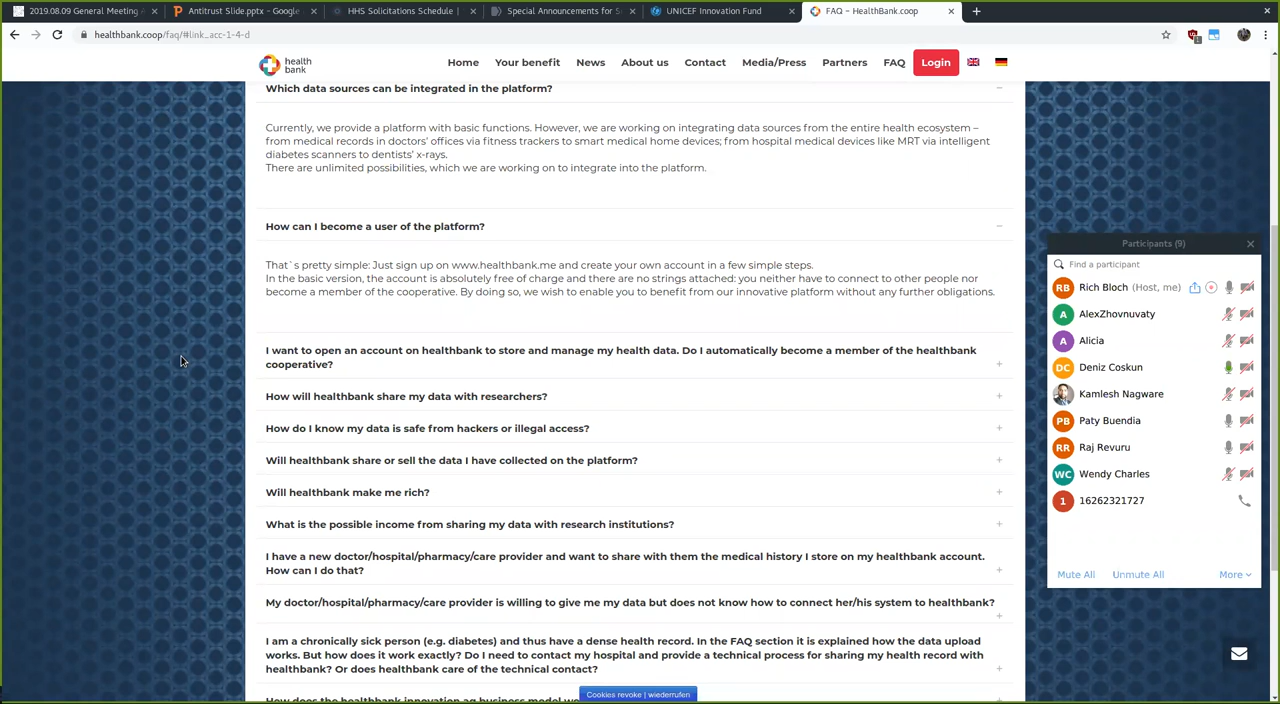 2019.08.09 General Meeting A
Antitrust Slide.pptx - Google
HHS Solicitations Schedule |
Special Announcements for S
UNICEF Innovation Fund
FAQ – HealthBank.coop
healthbank.coop/faq/#link_acc-1-4-d
health
bank
Home
Your benefit
News
About us
Contact
Media/Press
Partners
FAQ
Login
Which data sources can be integrated in the platform?
Currently, we provide a platform with basic functions. However, we are working on integrating data sources from the entire health ecosystem –
from medical records in doctors' offices via fitness trackers to smart medical home devices; from hospital medical devices like MRT via intelligent
diabetes scanners to dentists' x-rays.
There are unlimited possibilities, which we are working on to integrate into the platform.
How can I become a user of the platform?
That`s pretty simple: Just sign up on www.healthbank.me and create your own account in a few simple steps.
In the basic version, the account is absolutely free of charge and there are no strings attached: you neither have to connect to other people nor
become a member of the cooperative. By doing so, we wish to enable you to benefit from our innovative platform without any further obligations.
I want to open an account on healthbank to store and manage my health data. Do I automatically become a member of the healthbank
cooperative?
How will healthbank share my data with researchers?
How do I know my data is safe from hackers or illegal access?
Will healthbank share or sell the data I have collected on the platform?
Will healthbank make me rich?
What is the possible income from sharing my data with research institutions?
I have a new doctor/hospital/pharmacy/care provider and want to share with them the medical history I store on my healthbank account.
How can I do that?
My doctor/hospital/pharmacy/care provider is willing to give me my data but does not know how to connect her/his system to healthbank?
I am a chronically sick person (e.g. diabetes) and thus have a dense health record. In the FAQ section it is explained how the data upload
works. But how does it work exactly? Do I need to contact my hospital and provide a technical process for sharing my health record with
healthbank? Or does healthbank care of the technical contact?
How does the healthbank innovation ag business model
Cookies revoke | wiederrufen
Participants (9)
Find a participant
RB Rich Bloch (Host, me)
A AlexZhovnuvaty
A Alicia
DC Deniz Coskun
Kamlesh Nagware
PB Paty Buendia
RR Raj Revuru
WC Wendy Charles
1 16262321727
Mute All
Unmute All
More